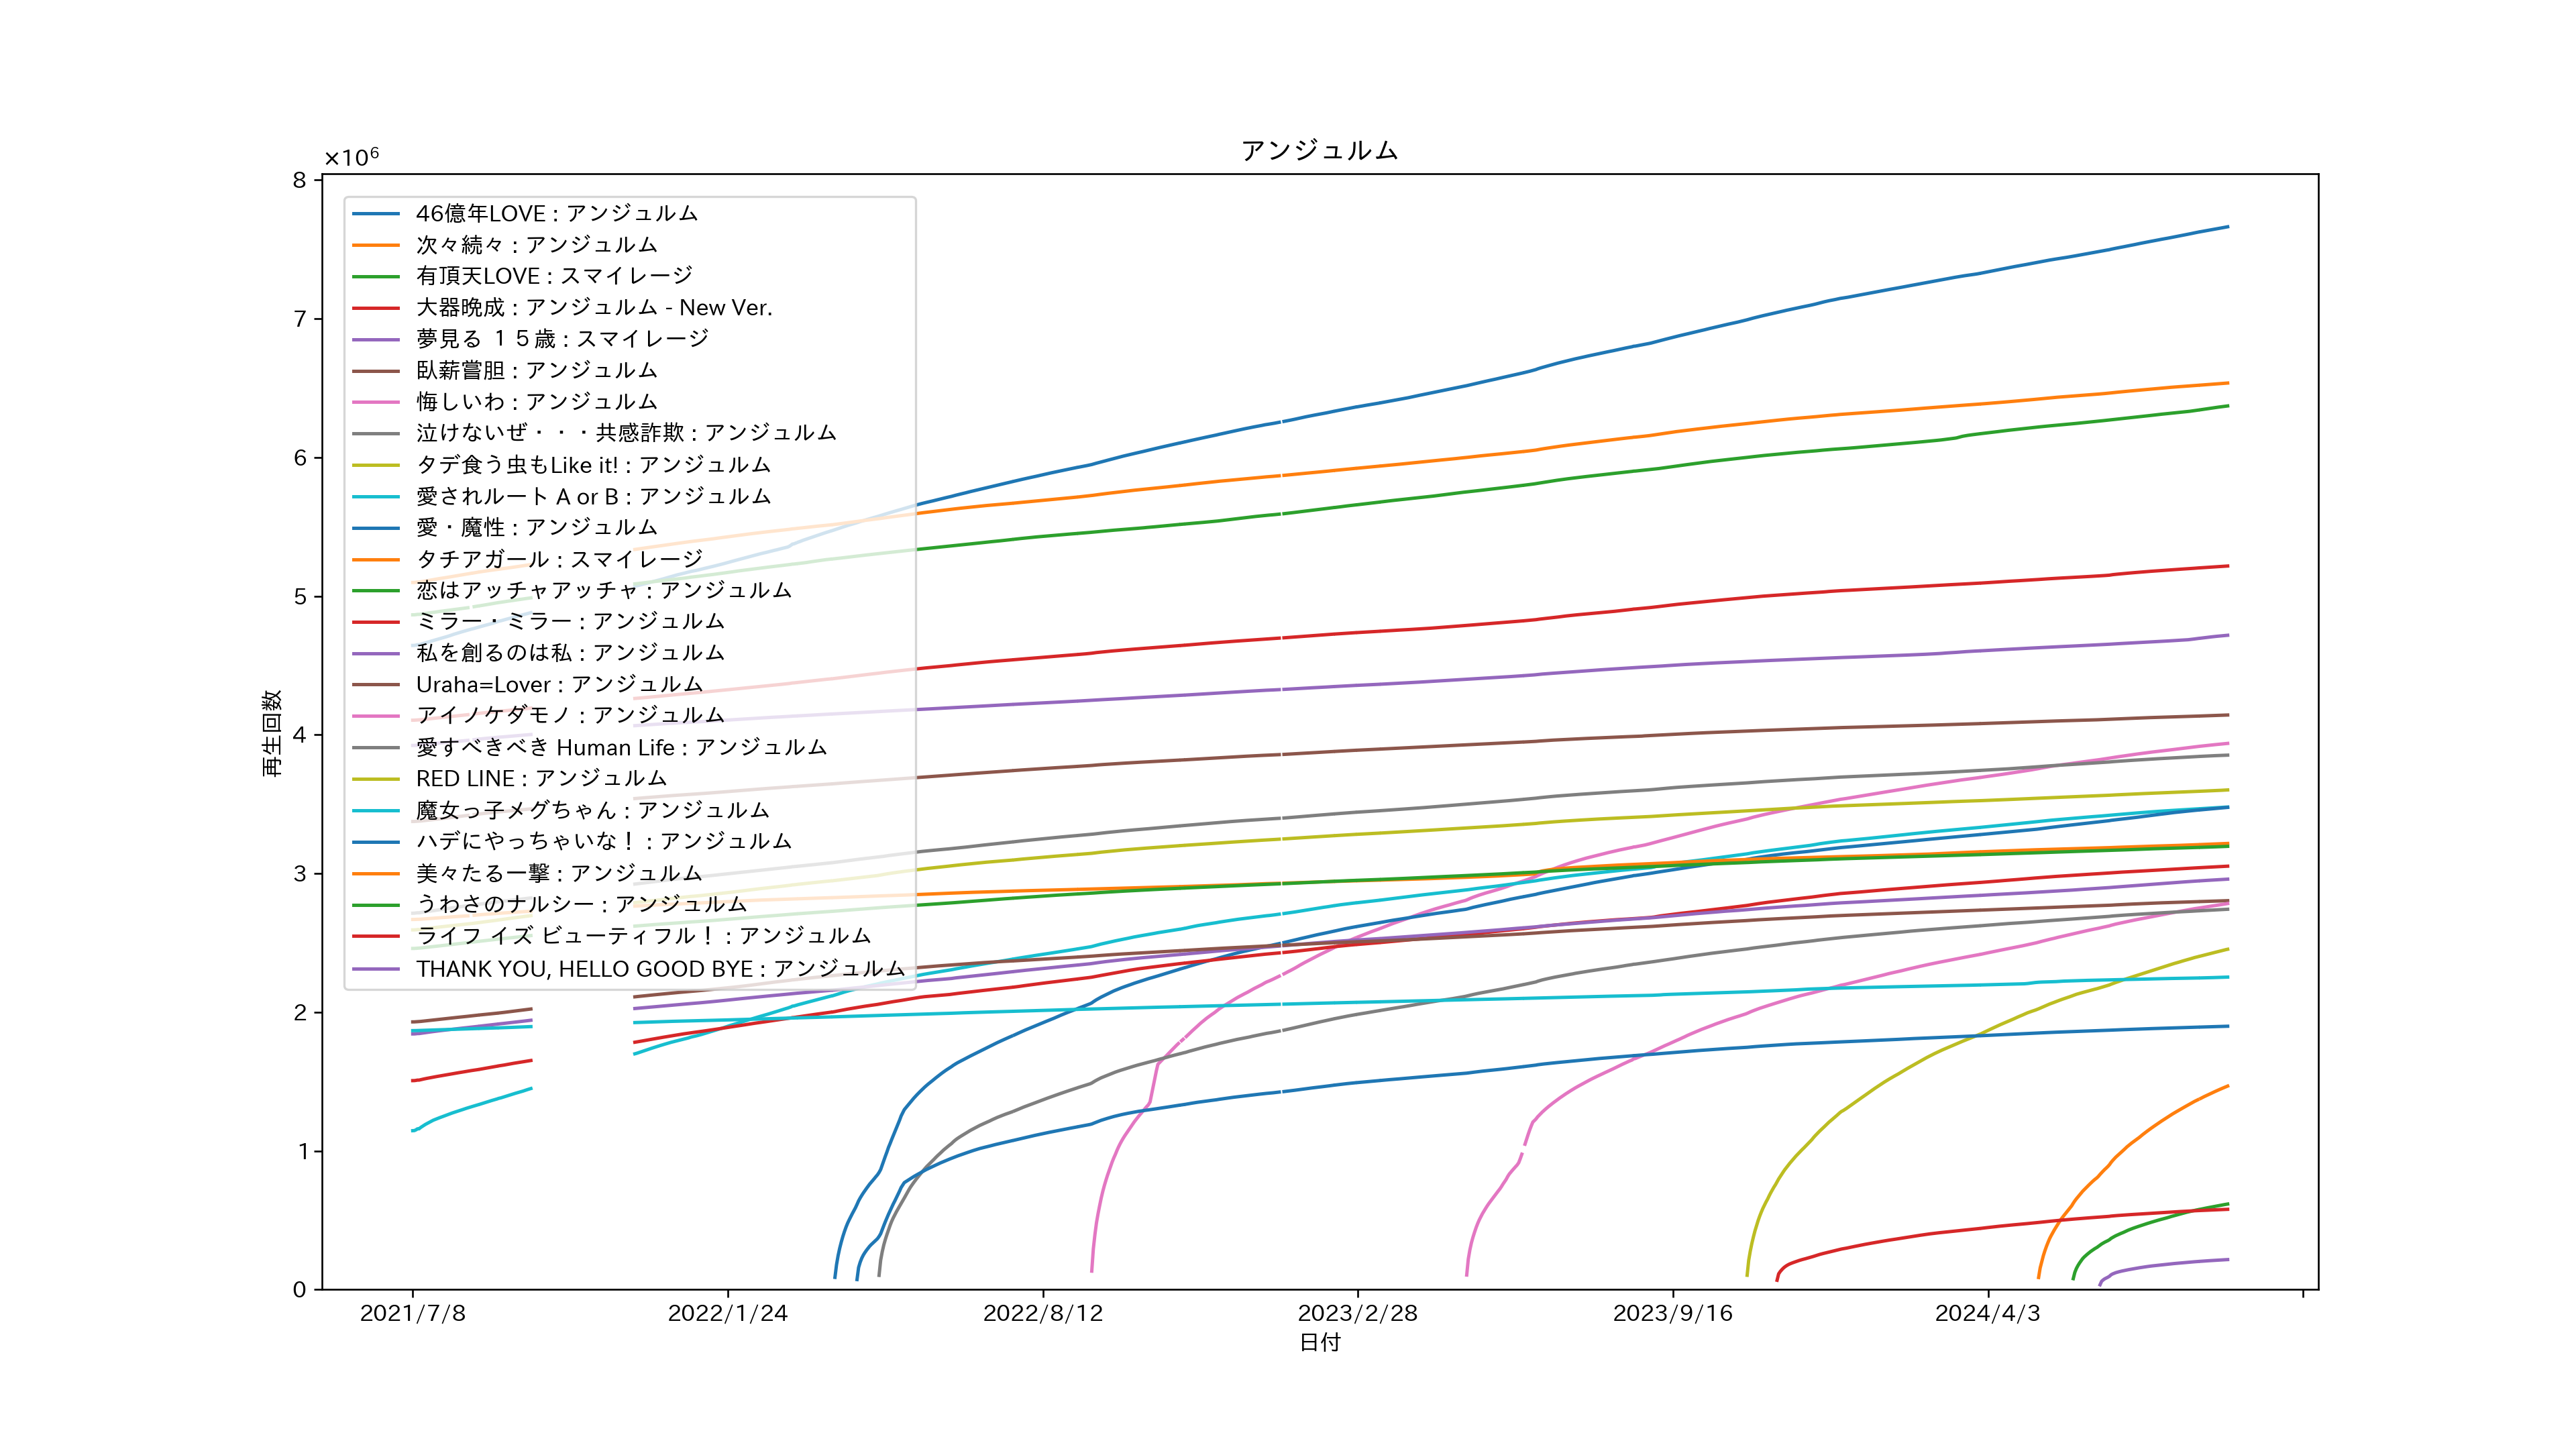 アンジュルム
×10⁶
8
7
6
5
4
3
2
1
0
再生回数
46億年LOVE : アンジュルム
次々続々 : アンジュルム
有頂天LOVE : スマイレージ
大器晩成 : アンジュルム - New Ver.
夢見る １５歳 : スマイレージ
臥薪嘗胆 : アンジュルム
悔しいわ : アンジュルム
泣けないぜ・・・共感詐欺 : アンジュルム
タデ食う虫もLike it! : アンジュルム
愛されルート A or B : アンジュルム
愛・魔性 : アンジュルム
タチアガール : スマイレージ
恋はアッチャアッチャ : アンジュルム
ミラー・ミラー : アンジュルム
私を創るのは私 : アンジュルム
Uraha=Lover : アンジュルム
アイノケダモノ : アンジュルム
愛すべきべき Human Life : アンジュルム
RED LINE : アンジュルム
魔女っ子メグちゃん : アンジュルム
ハデにやっちゃいな！ : アンジュルム
美々たる一撃 : アンジュルム
うわさのナルシー : アンジュルム
ライフ イズ ビューティフル！ : アンジュルム
THANK YOU, HELLO GOOD BYE : アンジュルム
2021/7/8
2022/1/24
2022/8/12
2023/2/28
2023/9/16
2024/4/3
日付